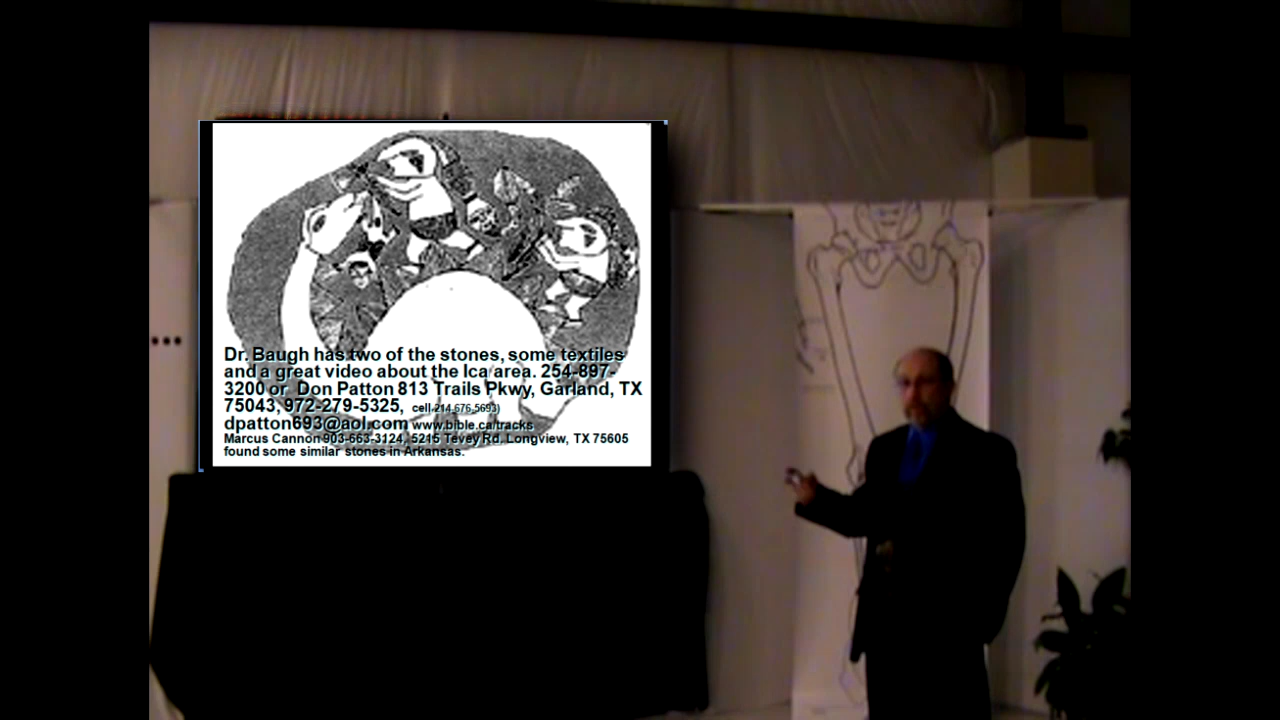 Dr. Baugh has two of the stones, some textiles
and a great video about the Ica area. 254-897-
3200 or Don Patton 813 Trails Pkwy, Garland, TX
75043, 972-279-5325, cell 214.676.5693)
dpatton693@aol.com www.bible.ca/tracks
Marcus Cannon 903-663-3124, 5215 Tevey Rd. Longview, TX 75605
found some similar stones in Arkansas.